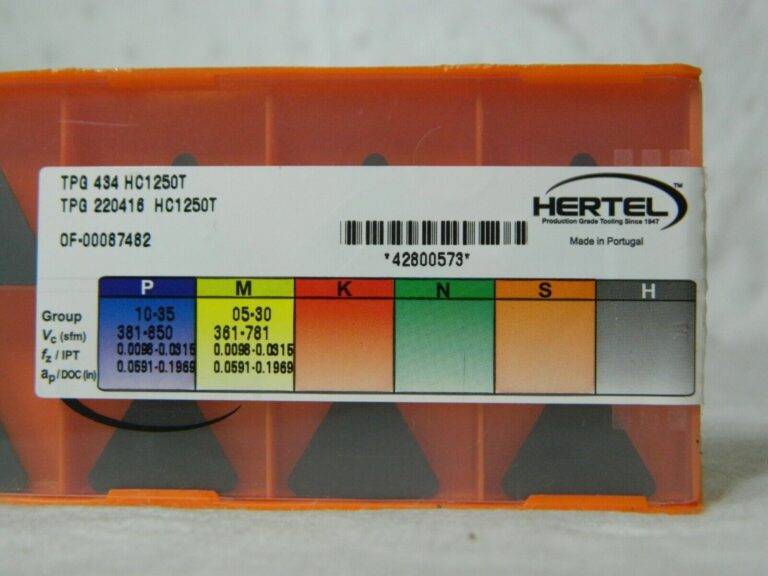 TPG 434 HC1250T
TPG 220416 HC1250T
OF-00087482
HERTEL™
Production Grade Tooling Since 1947
Made in Portugal
*42800573*
P M K N S H
Group 10-35 05-30
Vc (sfm) 381-850 361-781
fz / IPT 0.0098-0.0315 0.0098-0.0315
ap/DOC(in) 0.0591-0.1969 0.0591-0.1969